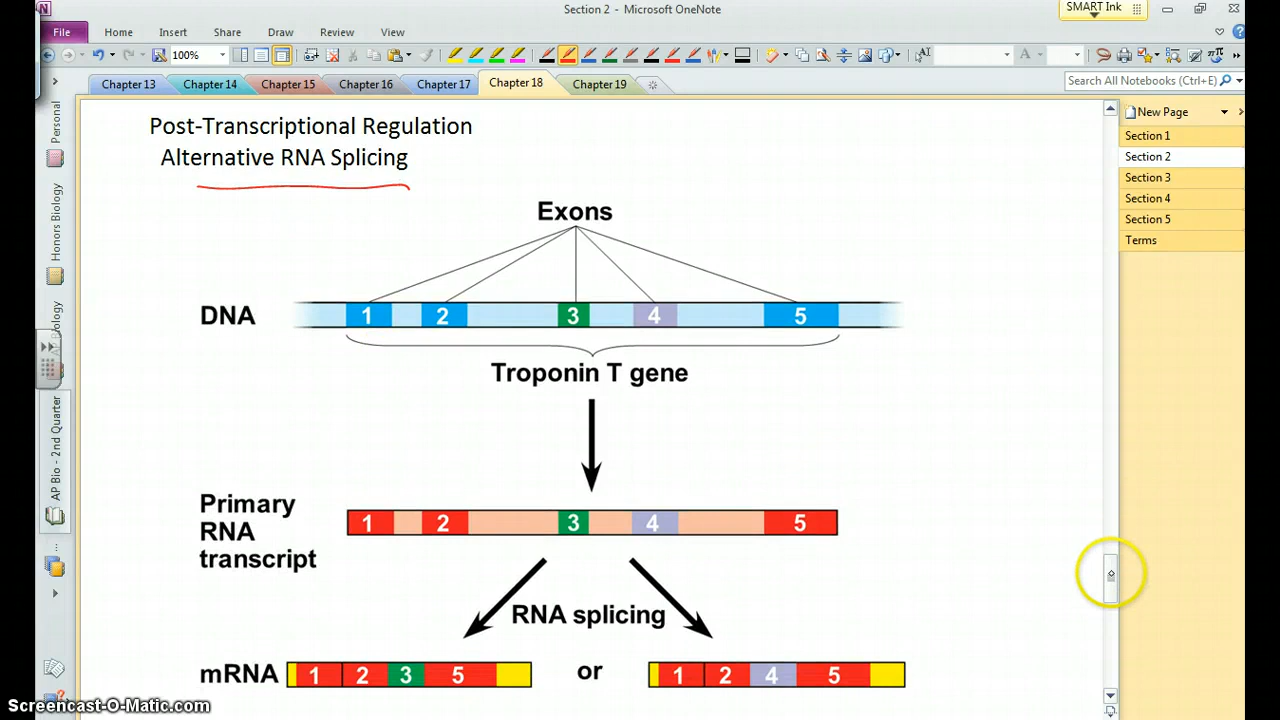 Section 2 - Microsoft OneNote
SMART Ink
File Home Insert Share Draw Review View
100%
Chapter 13 Chapter 14 Chapter 15 Chapter 16 Chapter 17 Chapter 18 Chapter 19
Search All Notebooks (Ctrl+E)
New Page
Section 1
Section 2
Section 3
Section 4
Section 5
Terms
Personal
Honors Biology
AP Bio - 2nd Quarter
Post-Transcriptional Regulation
Alternative RNA Splicing
Exons
DNA 1 2 3 4 5
Troponin T gene
Primary
RNA
transcript
1 2 3 4 5
RNA splicing
mRNA 1 2 3 5 or 1 2 4 5
Screencast-O-Matic.com